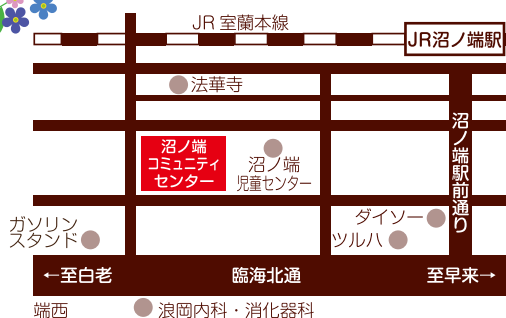 JR室蘭本線
JR沼ノ端駅
法華寺
沼ノ端駅前通り
沼ノ端
コミュニティ
センター
沼ノ端
児童センター
ガソリン
スタンド
ダイソー
ツルハ
←至白老
臨海北通
至早来→
端西
浪岡内科・消化器科